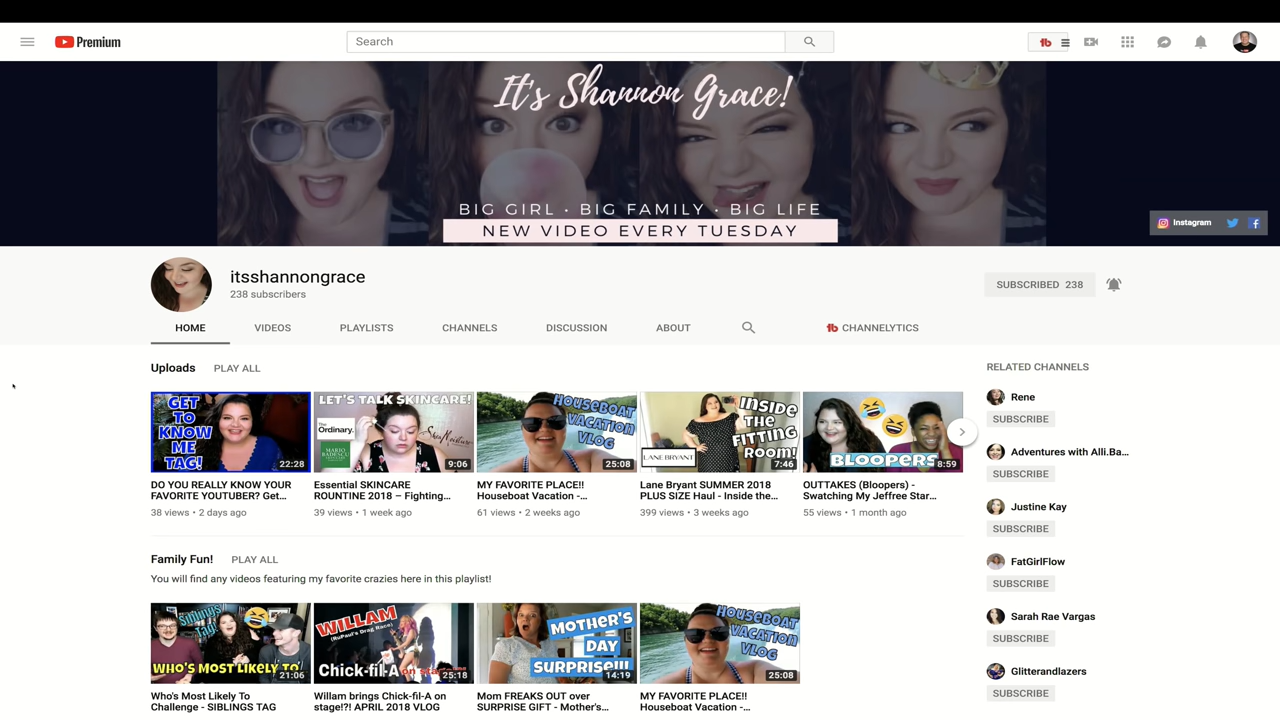 Premium
Search
It's Shannon Grace!
BIG GIRL · BIG FAMILY · BIG LIFE
NEW VIDEO EVERY TUESDAY
Instagram
itsshannongrace
238 subscribers
SUBSCRIBED 238
HOME VIDEOS PLAYLISTS CHANNELS DISCUSSION ABOUT CHANNELYTICS
Uploads PLAY ALL
GET TO KNOW ME TAG!
22:28
LET'S TALK SKINCARE!
The Ordinary.
MARIO BADESCU
9:06
HOUSEBOAT VACATION VLOG
25:08
INSIDE THE FITTING ROOM!
LANE BRYANT
7:46
BLOOPERS
8:59
DO YOU REALLY KNOW YOUR FAVORITE YOUTUBER? Get...
38 views • 2 days ago
Essential SKINCARE ROUNTINE 2018 – Fighting...
39 views • 1 week ago
MY FAVORITE PLACE!! Houseboat Vacation -...
61 views • 2 weeks ago
Lane Bryant SUMMER 2018 PLUS SIZE Haul - Inside the...
399 views • 3 weeks ago
OUTTAKES (Bloopers) - Swatching My Jeffree Star...
55 views • 1 month ago
Family Fun! PLAY ALL
You will find any videos featuring my favorite crazies here in this playlist!
Siblings Tag!
WHO'S MOST LIKELY TO
21:06
WILLAM
(RuPaul's Drag Race)
Chick-fil-A on stage
25:18
MOTHER'S DAY SURPRISE!!!
14:19
HOUSEBOAT VACATION VLOG
25:08
Who's Most Likely To Challenge - SIBLINGS TAG
Willam brings Chick-fil-A on stage!?! APRIL 2018 VLOG
Mom FREAKS OUT over SURPRISE GIFT - Mother's...
MY FAVORITE PLACE!! Houseboat Vacation -...
RELATED CHANNELS
Rene
SUBSCRIBE
Adventures with Alli.Ba...
SUBSCRIBE
Justine Kay
SUBSCRIBE
FatGirlFlow
SUBSCRIBE
Sarah Rae Vargas
SUBSCRIBE
Glitterandlazers
SUBSCRIBE